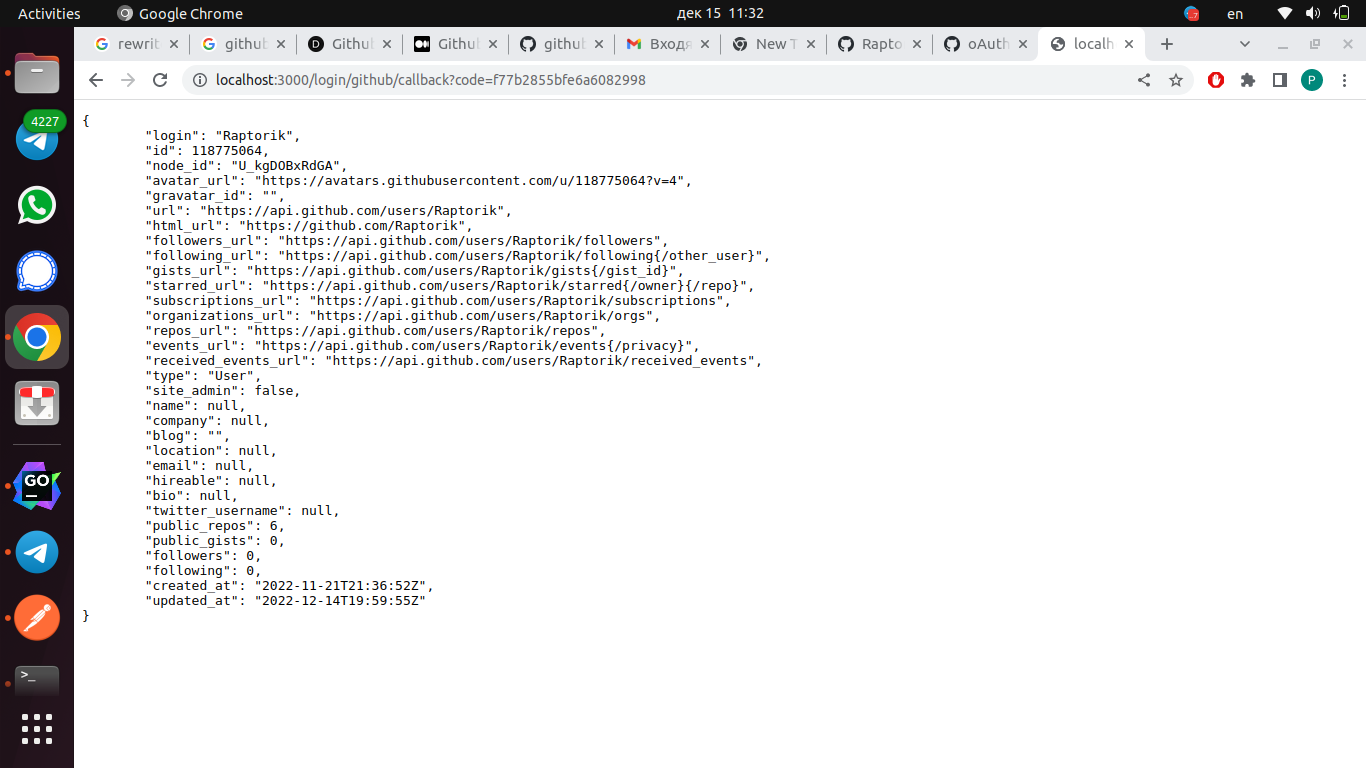 Activities Google Chrome дек 15 11:32 en
rewrit github Github Github github Входя New T Rapto oAuth localh
localhost:3000/login/github/callback?code=f77b2855bfe6a6082998 P
4227
{
"login": "Raptorik",
"id": 118775064,
"node_id": "U_kgDOBxRdGA",
"avatar_url": "https://avatars.githubusercontent.com/u/118775064?v=4",
"gravatar_id": "",
"url": "https://api.github.com/users/Raptorik",
"html_url": "https://github.com/Raptorik",
"followers_url": "https://api.github.com/users/Raptorik/followers",
"following_url": "https://api.github.com/users/Raptorik/following{/other_user}",
"gists_url": "https://api.github.com/users/Raptorik/gists{/gist_id}",
"starred_url": "https://api.github.com/users/Raptorik/starred{/owner}{/repo}",
"subscriptions_url": "https://api.github.com/users/Raptorik/subscriptions",
"organizations_url": "https://api.github.com/users/Raptorik/orgs",
"repos_url": "https://api.github.com/users/Raptorik/repos",
"events_url": "https://api.github.com/users/Raptorik/events{/privacy}",
"received_events_url": "https://api.github.com/users/Raptorik/received_events",
"type": "User",
"site_admin": false,
"name": null,
"company": null,
"blog": "",
"location": null,
"email": null,
"hireable": null,
"bio": null,
"twitter_username": null,
"public_repos": 6,
"public_gists": 0,
"followers": 0,
"following": 0,
"created_at": "2022-11-21T21:36:52Z",
"updated_at": "2022-12-14T19:59:55Z"
}
GO
>_